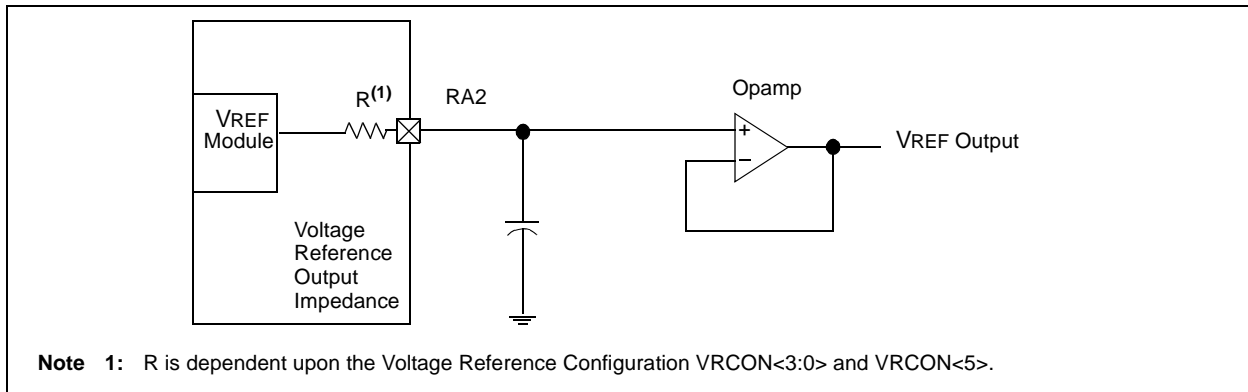 R(1)
RA2
Opamp
VREF
Module
+
−
VREF Output
Voltage
Reference
Output
Impedance
Note 1: R is dependent upon the Voltage Reference Configuration VRCON<3:0> and VRCON<5>.